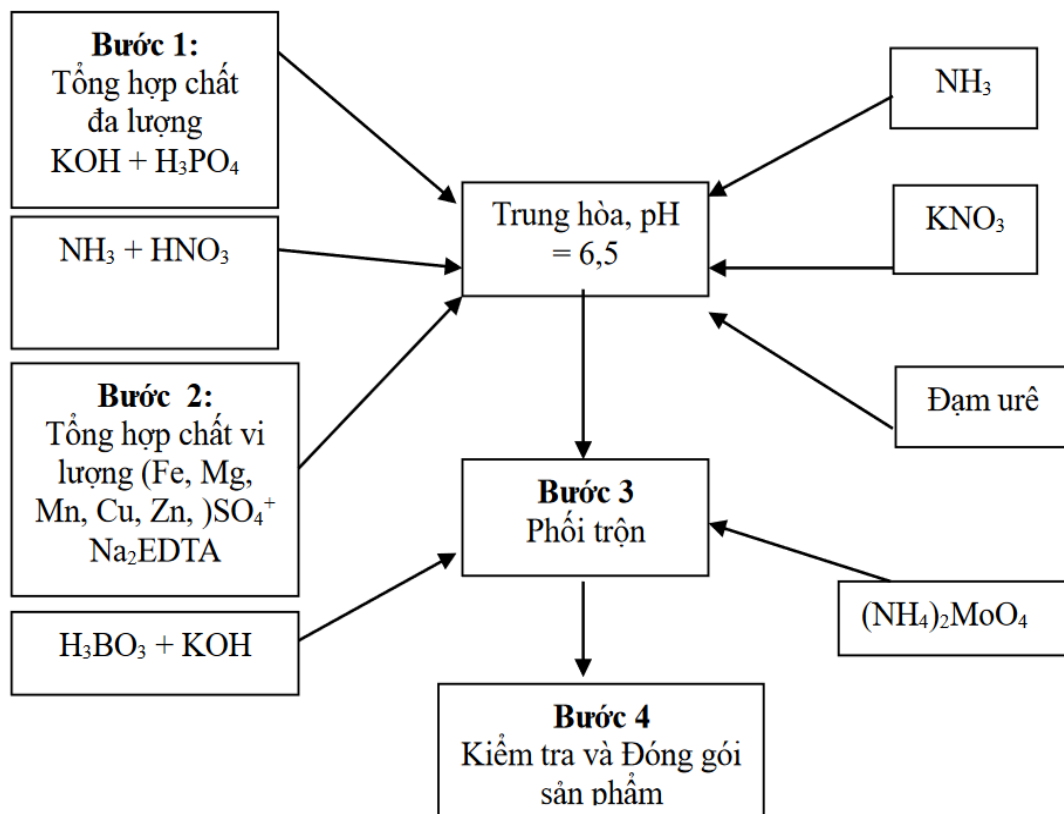 Bước 1:
Tổng hợp chất
đa lượng
KOH + H₃PO₄
NH₃ + HNO₃
Bước 2:
Tổng hợp chất vi
lượng (Fe, Mg,
Mn, Cu, Zn, )SO₄⁺
Na₂EDTA
H₃BO₃ + KOH
Trung hòa, pH
= 6,5
Bước 3
Phối trộn
Bước 4
Kiểm tra và Đóng gói
sản phẩm
NH₃
KNO₃
Đạm urê
(NH₄)₂MoO₄